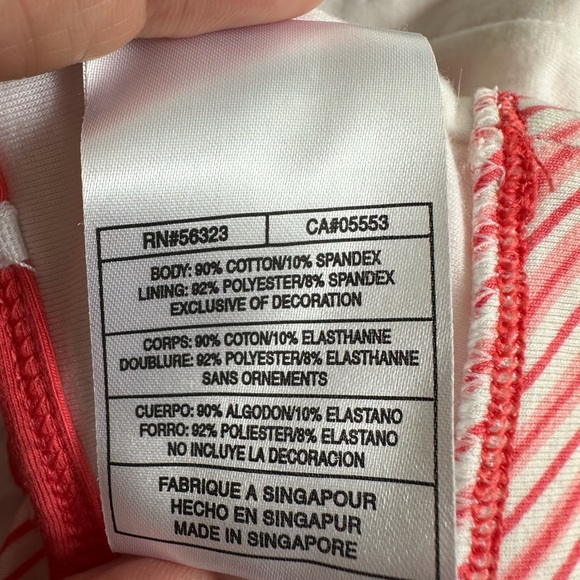 RN#56323 CA#05553
BODY: 90% COTTON/10% SPANDEX
LINING: 92% POLYESTER/8% SPANDEX
EXCLUSIVE OF DECORATION
CORPS: 90% COTON/10% ELASTHANNE
DOUBLURE: 92% POLYESTER/8% ELASTHANNE
SANS ORNEMENTS
CUERPO: 90% ALGODON/10% ELASTANO
FORRO: 92% POLIESTER/8% ELASTANO
NO INCLUYE LA DECORACION
FABRIQUE A SINGAPOUR
HECHO EN SINGAPUR
MADE IN SINGAPORE